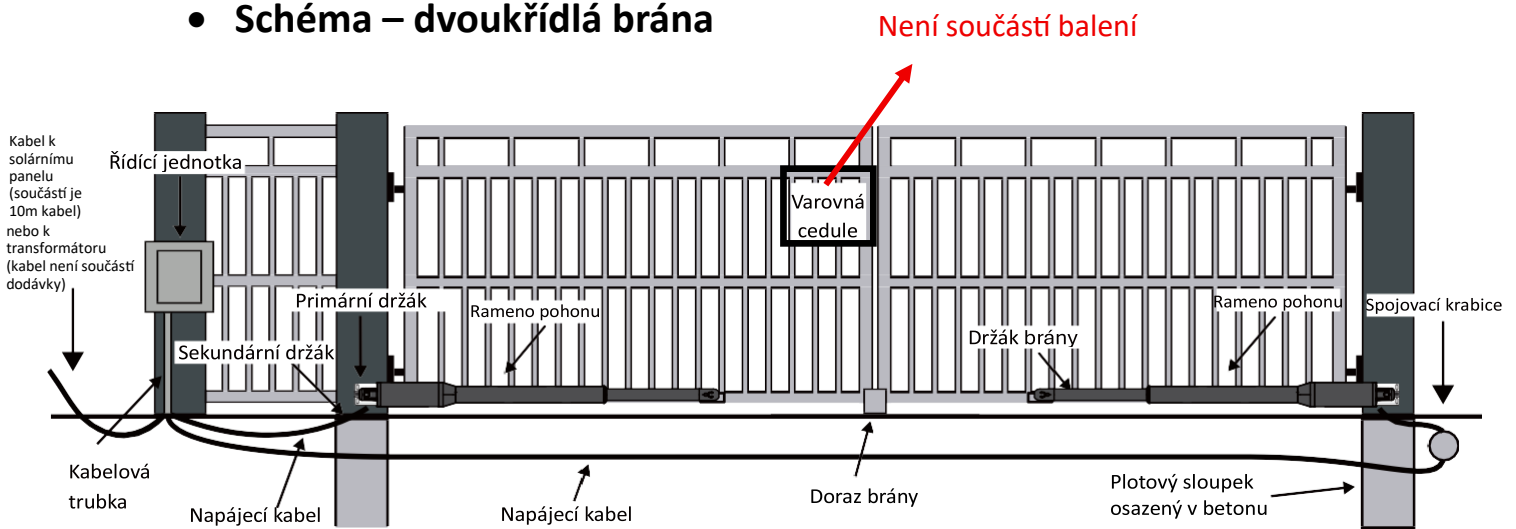 • Schéma – dvoukřídlá brána
Není součástí balení
Kabel k
solárnímu
panelu
(součástí je
10m kabel)
nebo k
transformátoru
(kabel není součástí
dodávky)
Řídící jednotka
Varovná
cedule
Primární držák
Rameno pohonu
Rameno pohonu
Spojovací krabice
Sekundární držák
Držák brány
Kabelová
trubka
Napájecí kabel
Napájecí kabel
Doraz brány
Plotový sloupek
osazený v betonu